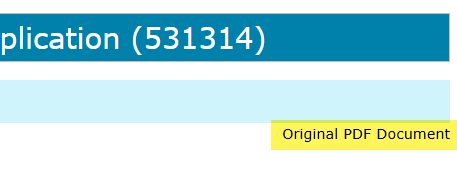 plication (531314)
Original PDF Document